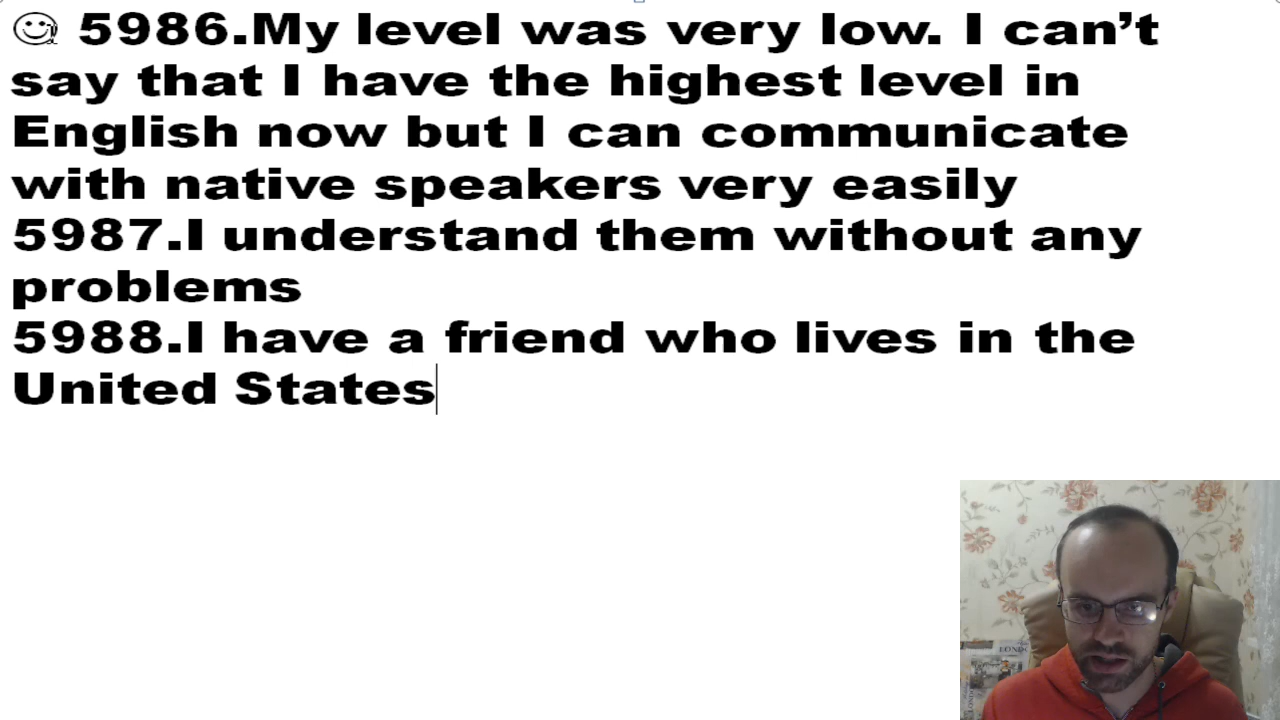 ☺ 5986.My level was very low. I can’t
say that I have the highest level in
English now but I can communicate
with native speakers very easily
5987.I understand them without any
problems
5988.I have a friend who lives in the
United States
LONDON